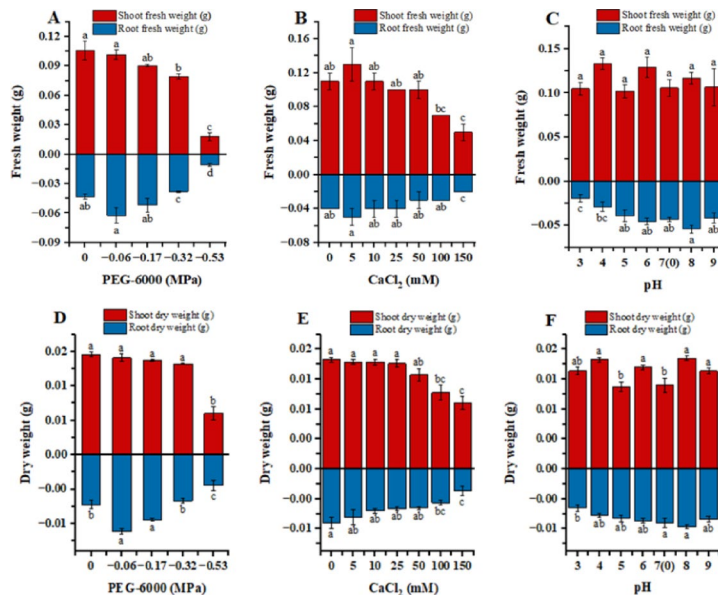 A
Shoot fresh weight (g)
Root fresh weight (g)
Fresh weight (g)
0.12
0.09
0.06
0.03
0.00
−0.03
−0.06
−0.09
a a ab b c
ab a ab c d
0 −0.06 −0.17 −0.32 −0.53
PEG-6000 (MPa)
B
Shoot fresh weight (g)
Root fresh weight (g)
Fresh weight (g)
0.16
0.12
0.08
0.04
0.00
−0.04
−0.08
ab a ab ab ab bc c
ab a ab ab ab ab c
0 5 10 25 50 100 150
CaCl₂ (mM)
C
Shoot fresh weight (g)
Root fresh weight (g)
Fresh weight (g)
0.15
0.10
0.05
0.00
−0.05
a a a a a a a
c bc ab ab ab a ab
3 4 5 6 7(0) 8 9
pH
D
Shoot dry weight (g)
Root dry weight (g)
Dry weight (g)
0.02
0.01
0.01
0.00
−0.00
−0.01
a a a a b
b a a b c
0 −0.06 −0.17 −0.32 −0.53
PEG-6000 (MPa)
E
Shoot dry weight (g)
Root dry weight (g)
Dry weight (g)
0.02
0.01
0.01
0.00
0.00
−0.00
−0.01
a a a a ab bc c
a ab ab ab ab bc c
0 5 10 25 50 100 150
CaCl₂ (mM)
F
Shoot dry weight (g)
Root dry weight (g)
Dry weight (g)
0.02
0.01
0.01
0.00
0.00
−0.00
−0.01
ab a b a b a a
b ab ab a a a ab
3 4 5 6 7(0) 8 9
pH